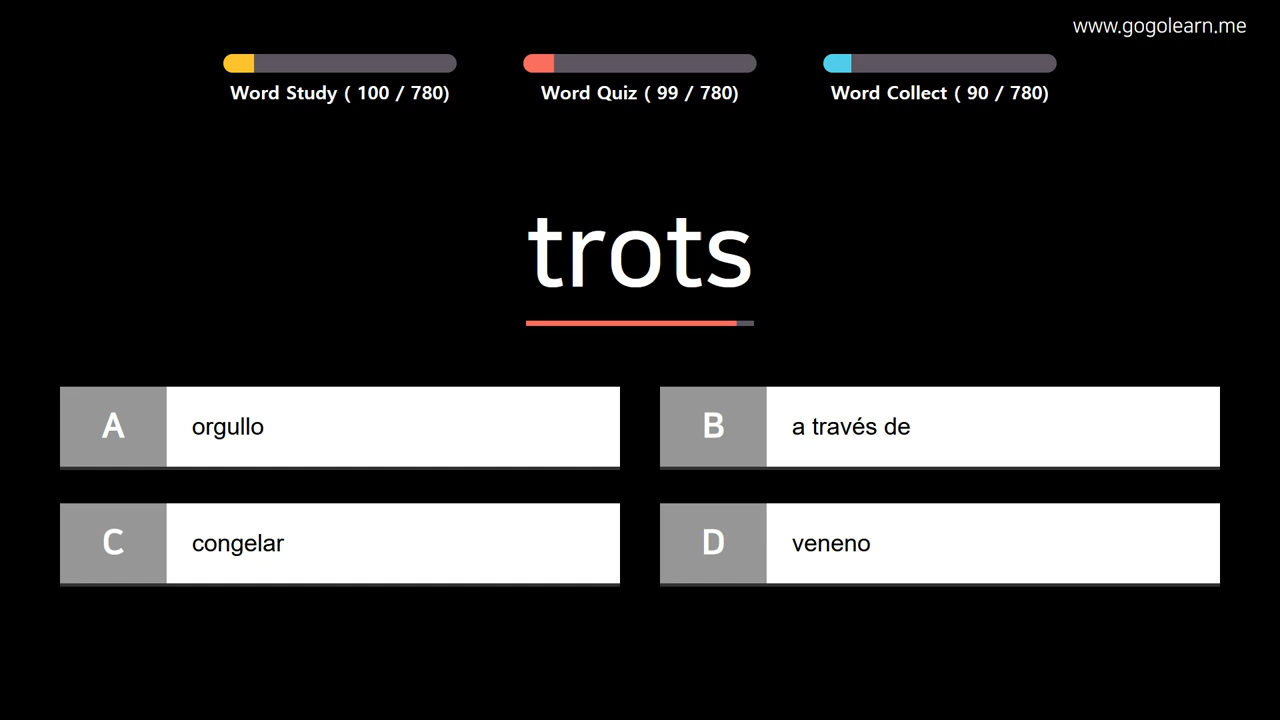 www.gogolearn.me
Word Study ( 100 / 780)
Word Quiz ( 99 / 780)
Word Collect ( 90 / 780)
trots
A orgullo
B a través de
C congelar
D veneno